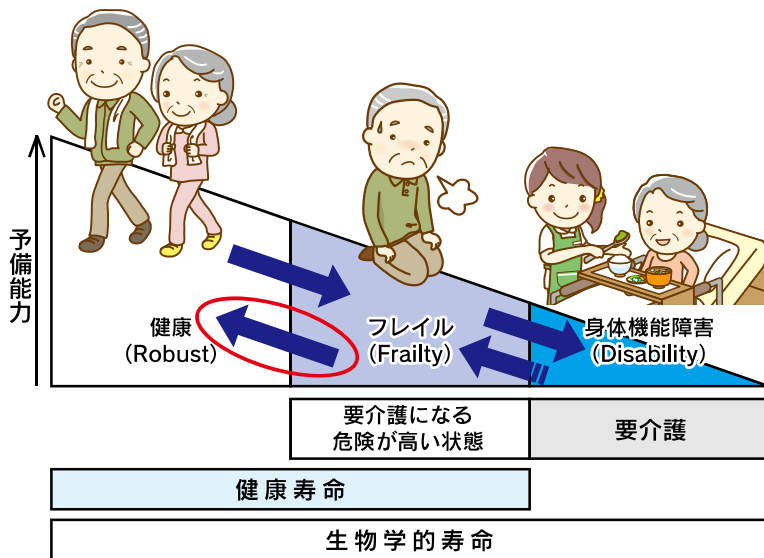 予備能力
健康
(Robust)
フレイル
(Frailty)
身体機能障害
(Disability)
要介護になる
危険が高い状態
要介護
健康寿命
生物学的寿命